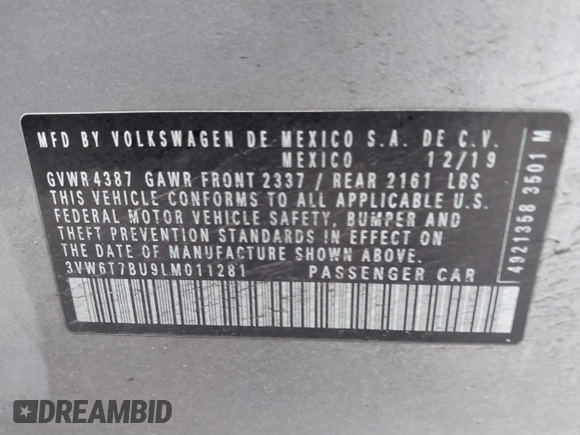 MFD BY VOLKSWAGEN DE MEXICO S.A. DE C.V.
MEXICO 12/19
GVWR 4387 GAWR FRONT 2337 / REAR 2161 LBS
THIS VEHICLE CONFORMS TO ALL APPLICABLE U.S.
FEDERAL MOTOR VEHICLE SAFETY, BUMPER AND
THEFT PREVENTION STANDARDS IN EFFECT ON
THE DATE OF MANUFACTURE SHOWN ABOVE.
3VW6T7BU9LM011281 PASSENGER CAR
4921358 3501 M
DREAMBID